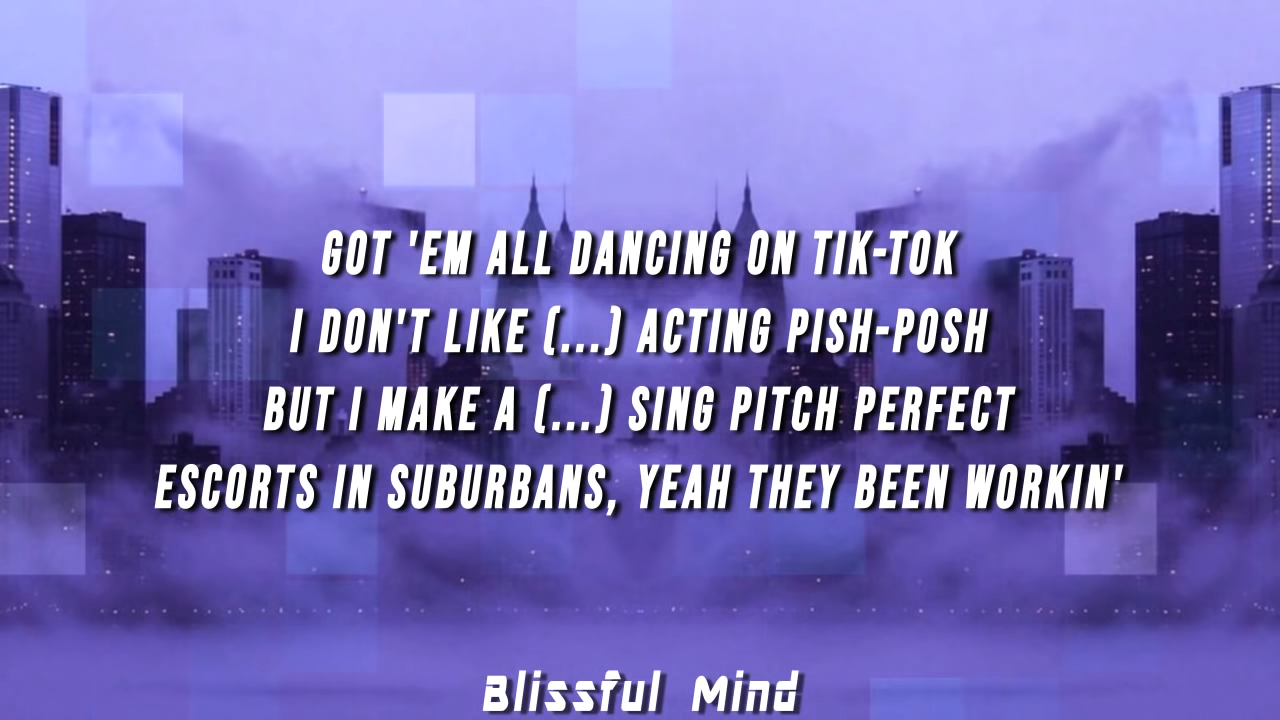 GOT 'EM ALL DANCING ON TIK-TOK
I DON'T LIKE (...) ACTING PISH-POSH
BUT I MAKE A (...) SING PITCH PERFECT
ESCORTS IN SUBURBANS, YEAH THEY BEEN WORKIN'
Blissful Mind